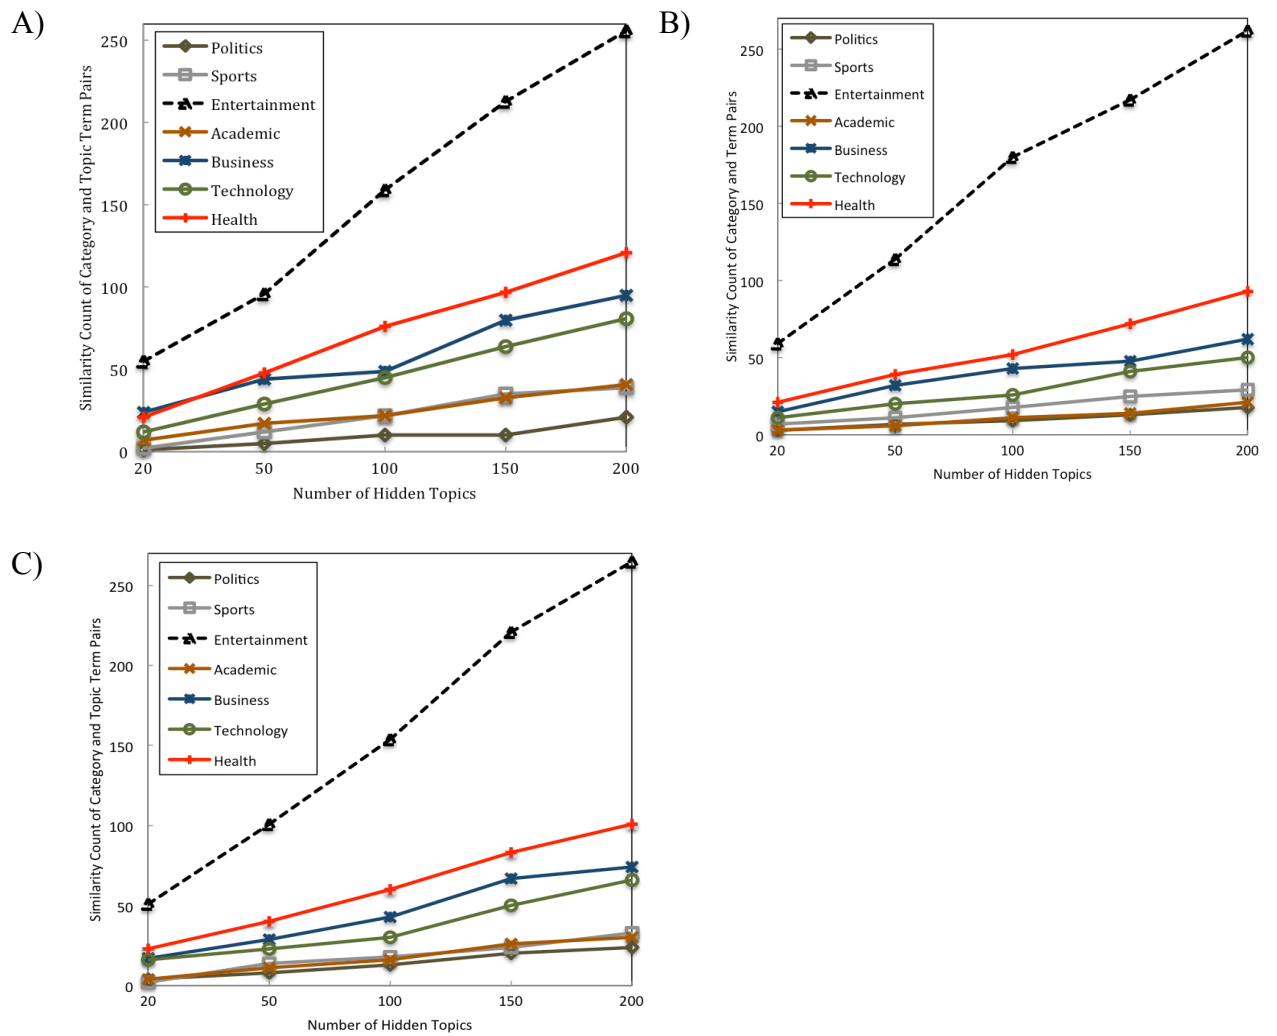 A)
Similarity Count of Category and Topic Term Pairs
250
200
150
100
50
0
Politics
Sports
Entertainment
Academic
Business
Technology
Health
20
50
100
150
200
Number of Hidden Topics
B)
Similarity Count of Category and Term Pairs
250
200
150
100
50
0
Politics
Sports
Entertainment
Academic
Business
Technology
Health
20
50
100
150
200
Number of Hidden Topics
C)
Similarity Count of Category and Topic Term Pairs
250
200
150
100
50
0
Politics
Sports
Entertainment
Academic
Business
Technology
Health
20
50
100
150
200
Number of Hidden Topics